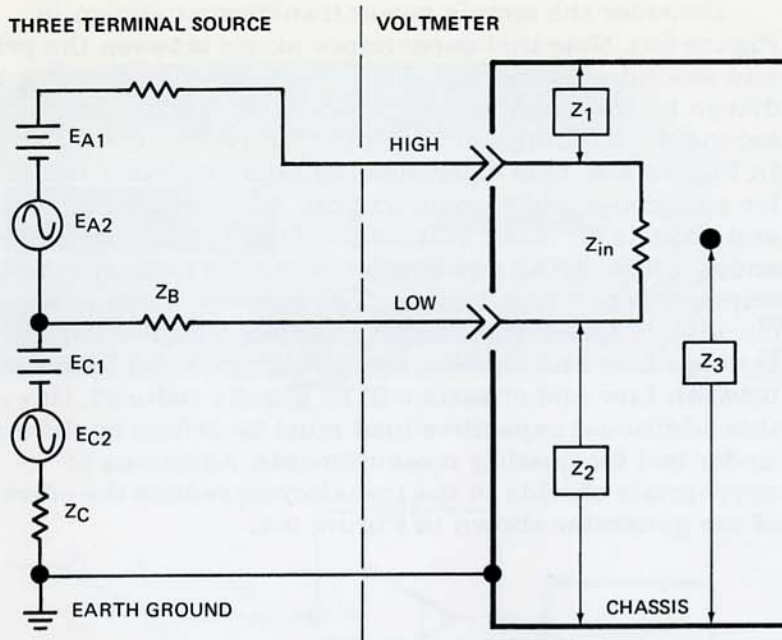 THREE TERMINAL SOURCE
VOLTMETER
Z1
EA1
HIGH
EA2
Zin
ZB
LOW
Z3
EC1
EC2
Z2
ZC
EARTH GROUND
CHASSIS